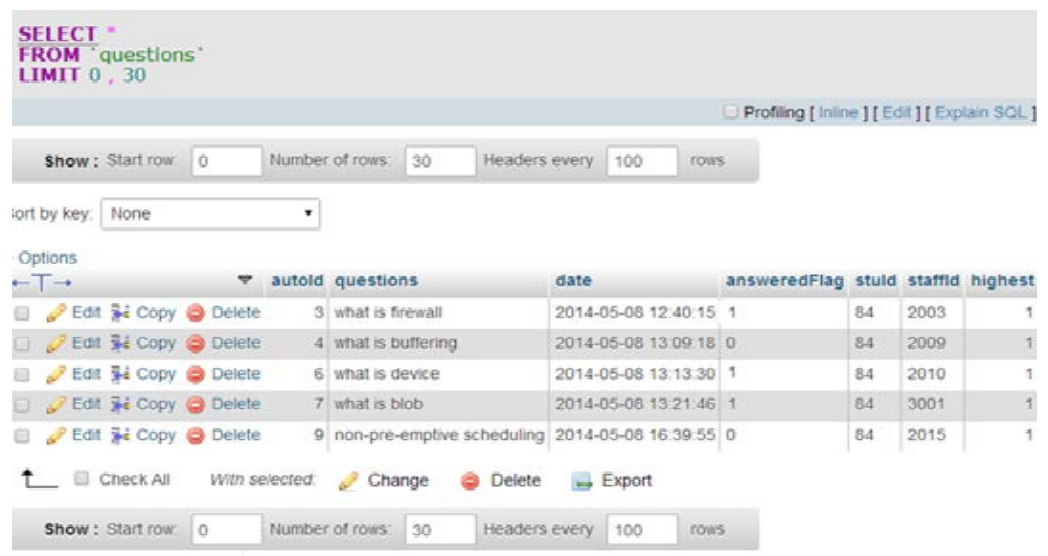 SELECT *
FROM `questions`
LIMIT 0 , 30
Profiling [ Inline ] [ Edit ] [ Explain SQL ]
Show : Start row: 0 Number of rows: 30 Headers every 100 rows
ort by key: None
Options
←T→ autoId questions date answeredFlag stuId staffId highest
Edit Copy Delete 3 what is firewall 2014-05-08 12:40:15 1 84 2003 1
Edit Copy Delete 4 what is buffering 2014-05-08 13:09:18 0 84 2009 1
Edit Copy Delete 6 what is device 2014-05-08 13:13:30 1 84 2010 1
Edit Copy Delete 7 what is blob 2014-05-08 13:21:46 1 84 3001 1
Edit Copy Delete 9 non-pre-emptive scheduling 2014-05-08 16:39:55 0 84 2015 1
Check All With selected: Change Delete Export
Show : Start row: 0 Number of rows: 30 Headers every 100 rows